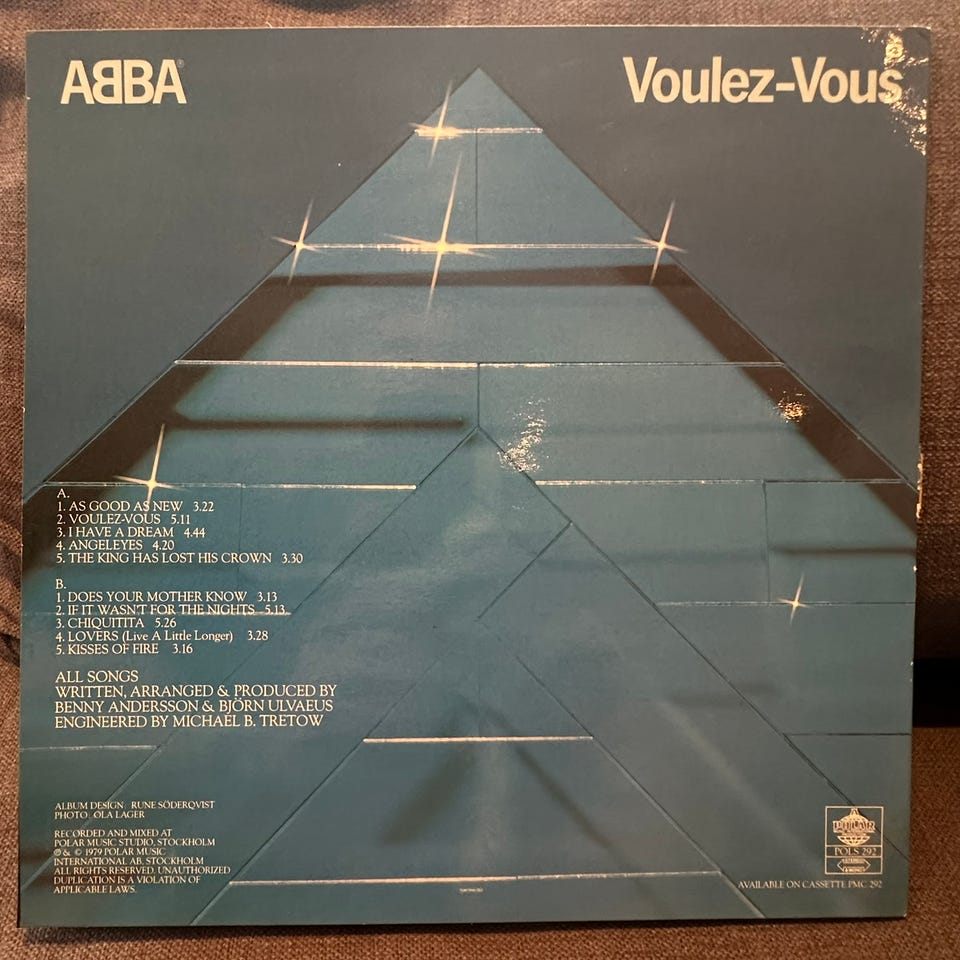 ABBA®
Voulez-Vous
A.
1. AS GOOD AS NEW 3.22
2. VOULEZ-VOUS 5.11
3. I HAVE A DREAM 4.44
4. ANGELEYES 4.20
5. THE KING HAS LOST HIS CROWN 3.30
B.
1. DOES YOUR MOTHER KNOW 3.13
2. IF IT WASN'T FOR THE NIGHTS 5.13
3. CHIQUITITA 5.26
4. LOVERS (Live A Little Longer) 3.28
5. KISSES OF FIRE 3.16
ALL SONGS
WRITTEN, ARRANGED & PRODUCED BY
BENNY ANDERSSON & BJÖRN ULVAEUS
ENGINEERED BY MICHAEL B. TRETOW
ALBUM DESIGN: RUNE SÖDERQVIST
PHOTO: OLA LAGER
RECORDED AND MIXED AT
POLAR MUSIC STUDIO, STOCKHOLM
℗ & © 1979 POLAR MUSIC
INTERNATIONAL AB, STOCKHOLM
ALL RIGHTS RESERVED. UNAUTHORIZED
DUPLICATION IS A VIOLATION OF
APPLICABLE LAWS.
POLAR
POLS 292
STEREO
& MONO
AVAILABLE ON CASSETTE PMC 292